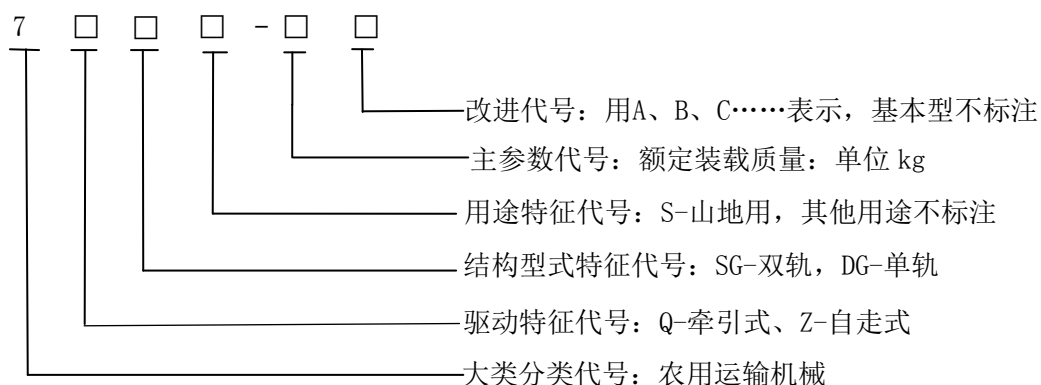 7 □ □ □ - □ □
改进代号：用A、B、C……表示，基本型不标注
主参数代号：额定装载质量：单位 kg
用途特征代号：S-山地用，其他用途不标注
结构型式特征代号：SG-双轨，DG-单轨
驱动特征代号：Q-牵引式、Z-自走式
大类分类代号：农用运输机械